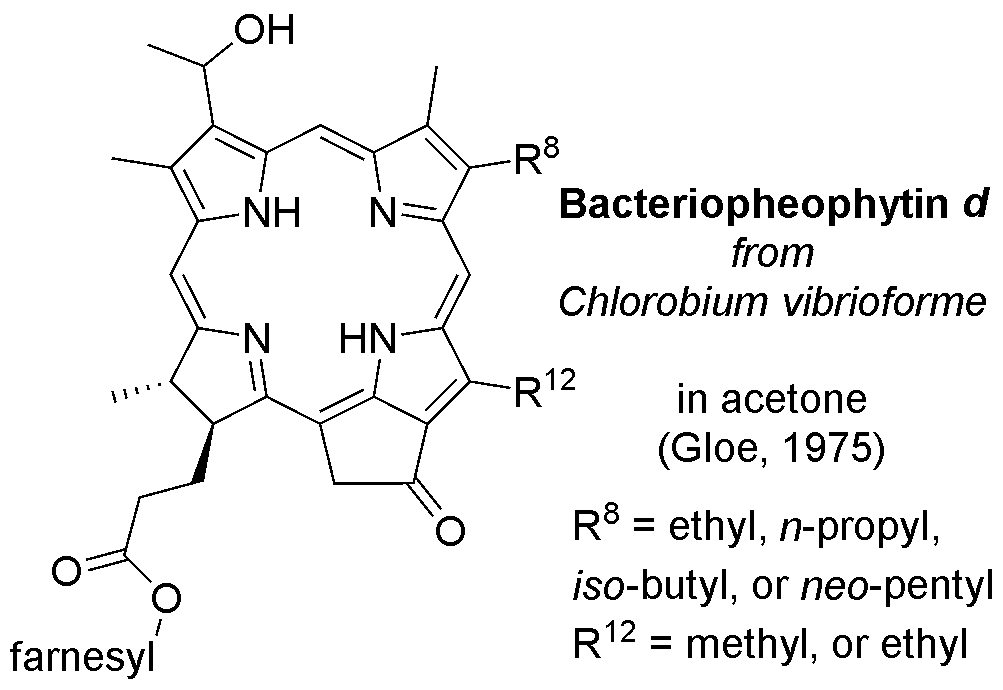 OH
R⁸
NH
N
N
HN
R¹²
O
O
O
farnesyl
Bacteriopheophytin d
from
Chlorobium vibrioforme
in acetone
(Gloe, 1975)
R⁸ = ethyl, n-propyl,
iso-butyl, or neo-pentyl
R¹² = methyl, or ethyl